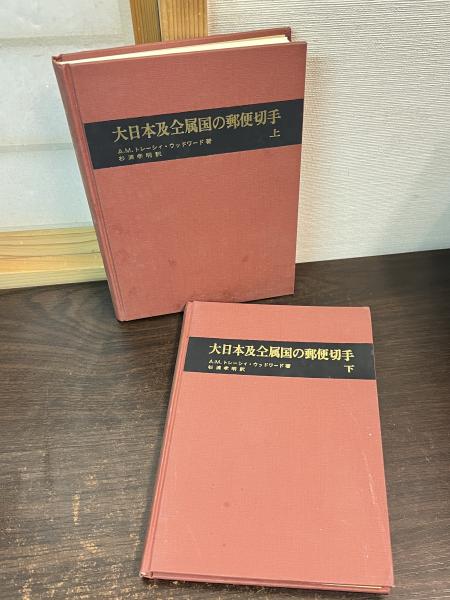 大日本及仝属国の郵便切手
上
A.M.トレーシィ・ウッドワード 著
杉浦孝明 訳
大日本及仝属国の郵便切手
下
A.M.トレーシィ・ウッドワード 著
杉浦孝明 訳